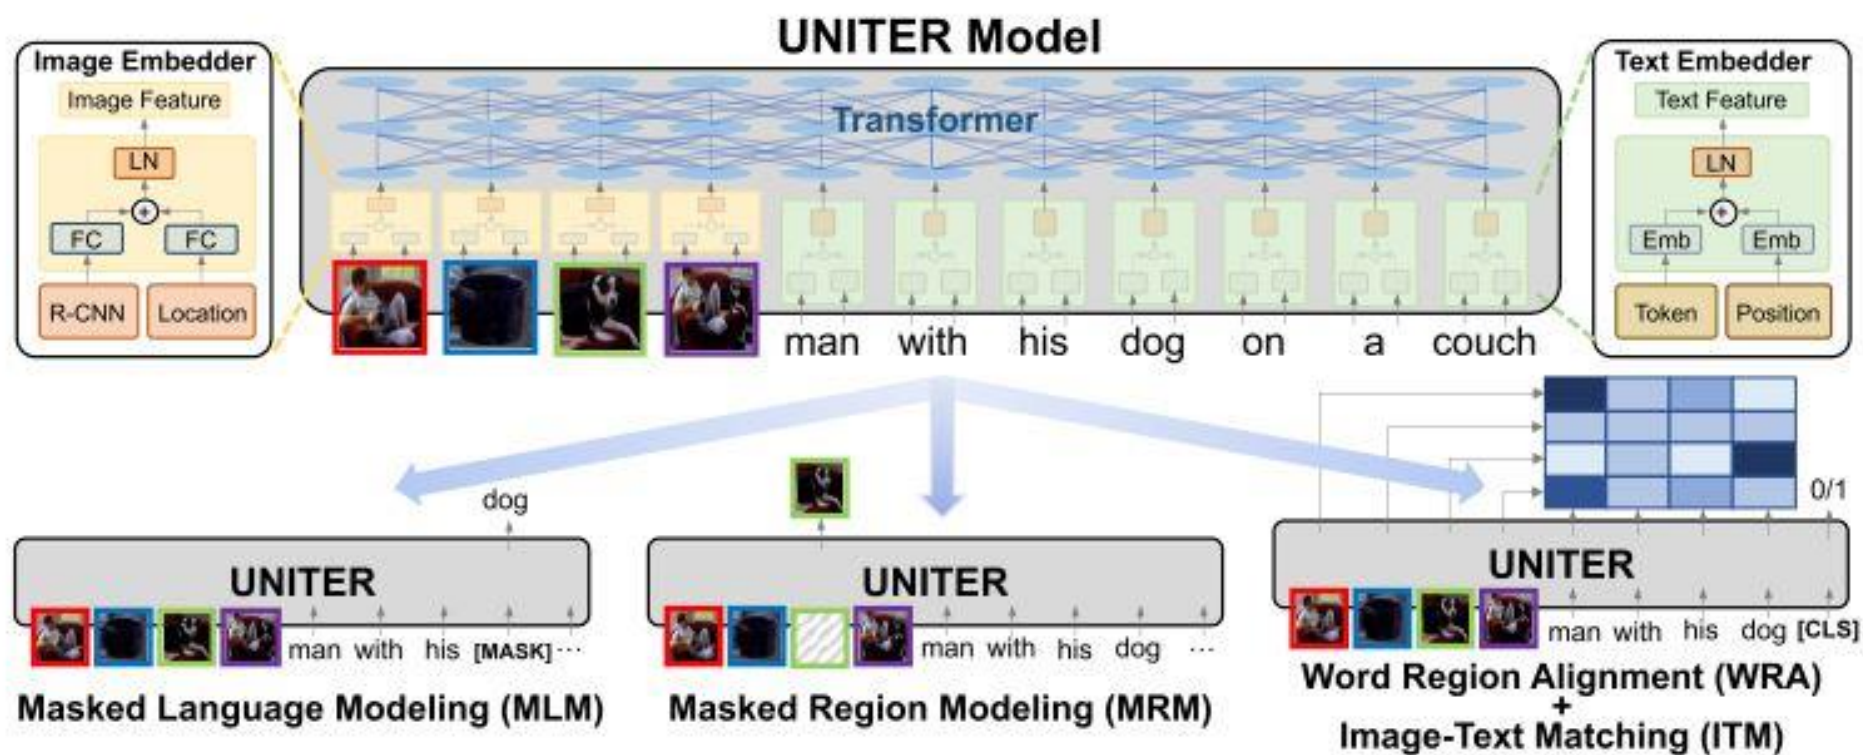 UNITER Model
Image Embedder
Image Feature
LN
+
FC FC
R-CNN Location
Transformer
man with his dog on a couch
Text Embedder
Text Feature
LN
+
Emb Emb
Token Position
dog
UNITER
man with his [MASK] ...
Masked Language Modeling (MLM)
UNITER
man with his dog ...
Masked Region Modeling (MRM)
0/1
UNITER
man with his dog [CLS]
Word Region Alignment (WRA)
+
Image-Text Matching (ITM)